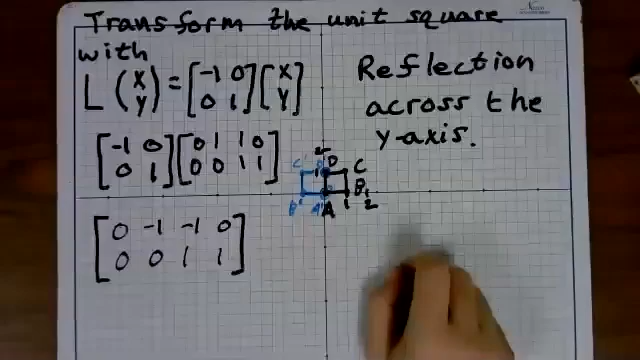 Transform the unit square
with
L (x y) = [-1 0 0 1] [x y]
Reflection
across the
y-axis.
[-1 0 0 1] [0 1 1 0 0 0 1 1]
[0 -1 -1 0 0 0 1 1]
C' 2 D C
1
B' A' A 1 B 2